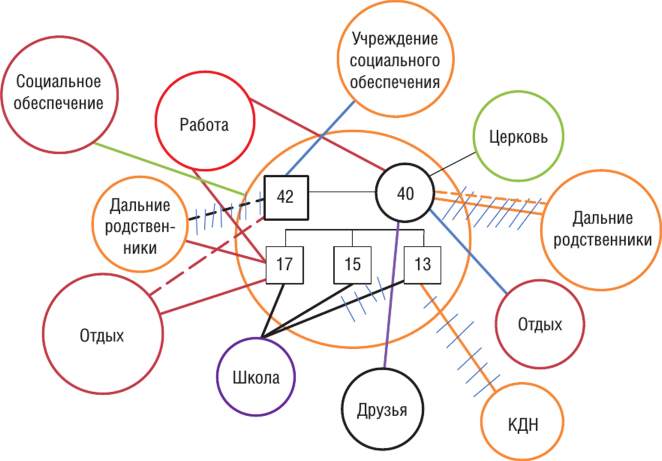 Учреждение
социального
обеспечения
Социальное
обеспечение
Работа
Церковь
42
40
Дальние
родствен-
ники
Дальние
родственники
17
15
13
Отдых
Отдых
Школа
Друзья
КДН